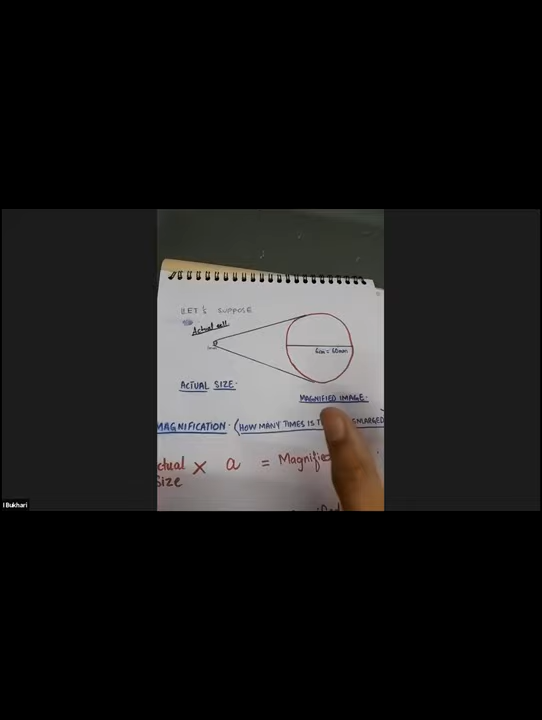 LET'S SUPPOSE
Actual cell
6cm = 60mm
ACTUAL SIZE.
MAGNIFIED IMAGE.
MAGNIFICATION. (HOW MANY TIMES IS ENLARGED
ctual × a = Magnifie
Size
I Bukhari